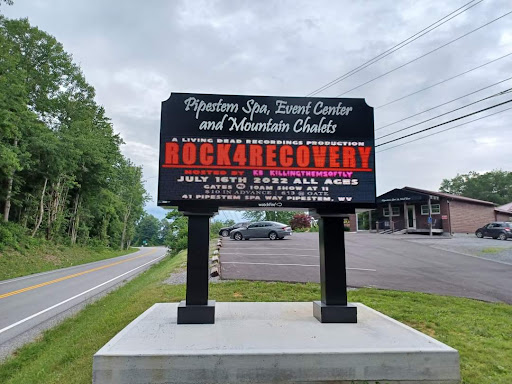 Pipestem Spa, Event Center
and Mountain Chalets
A LIVING DEAD RECORDINGS PRODUCTION
ROCK4RECOVERY
HOSTED BY KB KILLINGTHEMSOFTLY
JULY 16TH 2022 ALL AGES
GATES @ 10AM SHOW AT 11
$10 IN ADVANCE $15 @ GATE
41 PIPESTEM SPA WAY PIPESTEM, WV